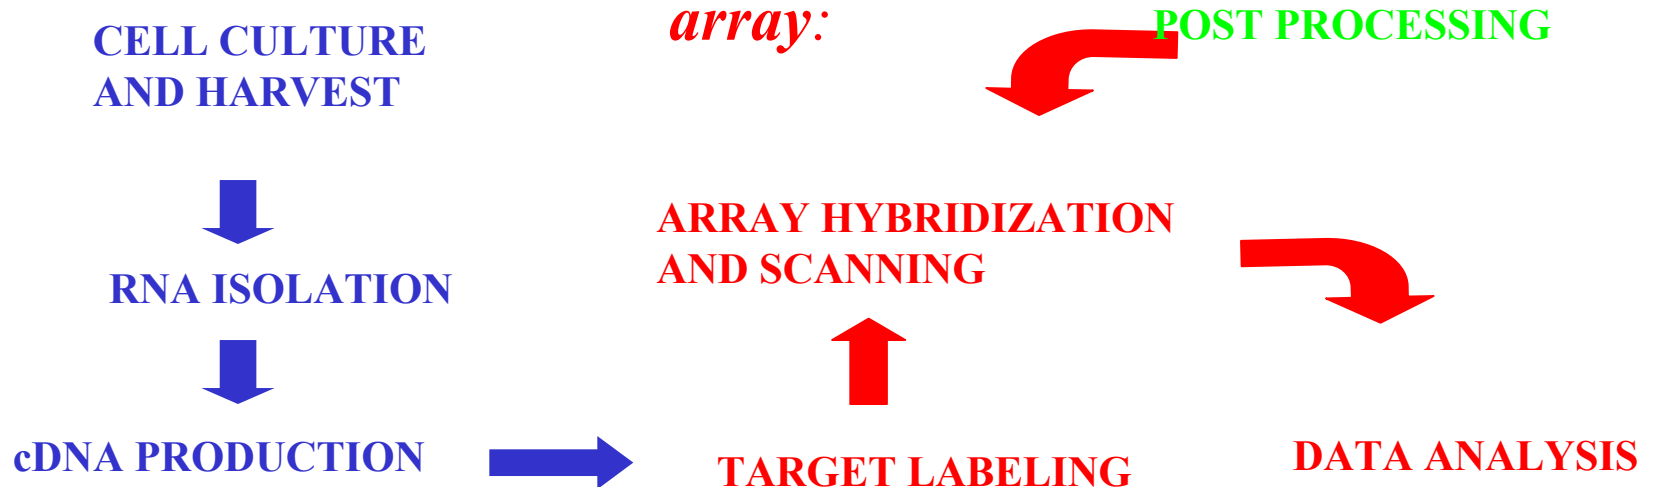 array:
POST PROCESSING
CELL CULTURE
AND HARVEST
ARRAY HYBRIDIZATION
AND SCANNING
RNA ISOLATION
cDNA PRODUCTION
TARGET LABELING
DATA ANALYSIS